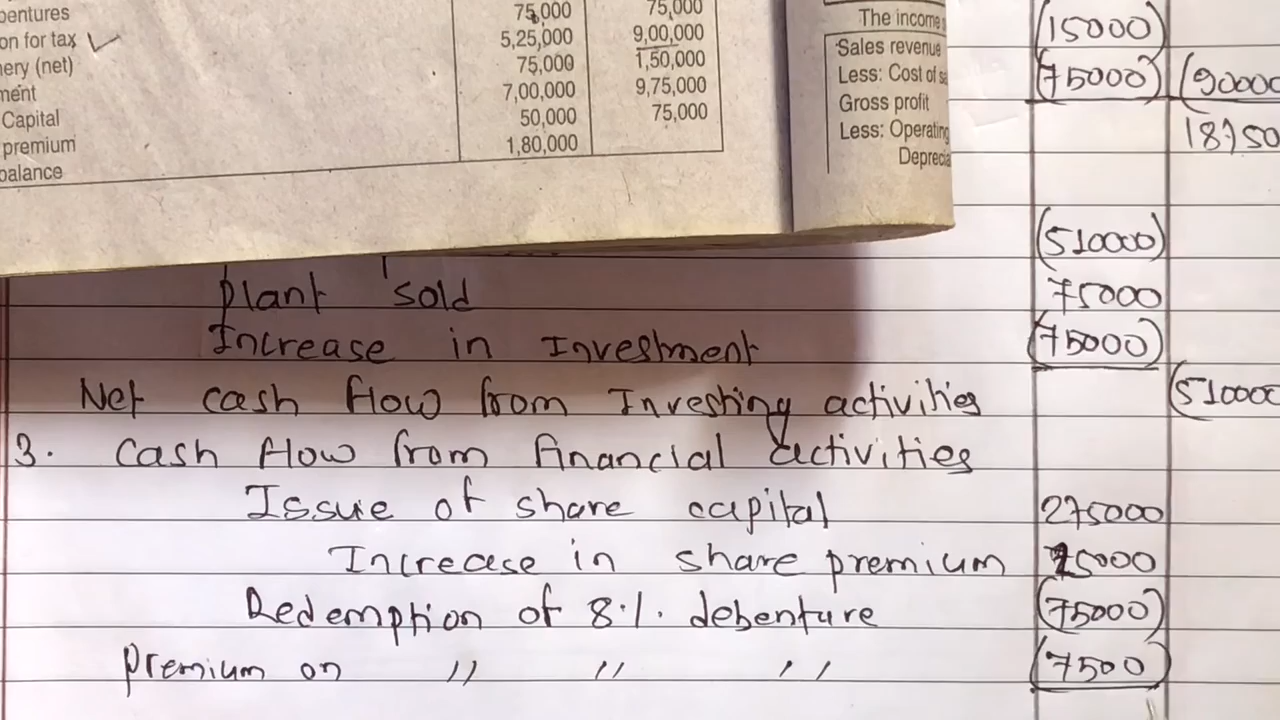 bentures 75,000 75,000
on for tax ✓ 5,25,000 9,00,000
nery (net) 75,000 1,50,000
ment 7,00,000 9,75,000
Capital 50,000 75,000
premium 1,80,000
balance
The income s
Sales revenue
Less: Cost of sa
Gross profit
Less: Operating
Deprecia
(15000)
(75000) (90000
18750
(510000)
plant sold 75000
Increase in Investment (75000)
Net cash flow from Investing activities (51000
3. Cash flow from financial activities
Issue of share capital 275000
Increase in share premium 25000
Redemption of 8%. debenture (75000)
premium on " " " (7500)